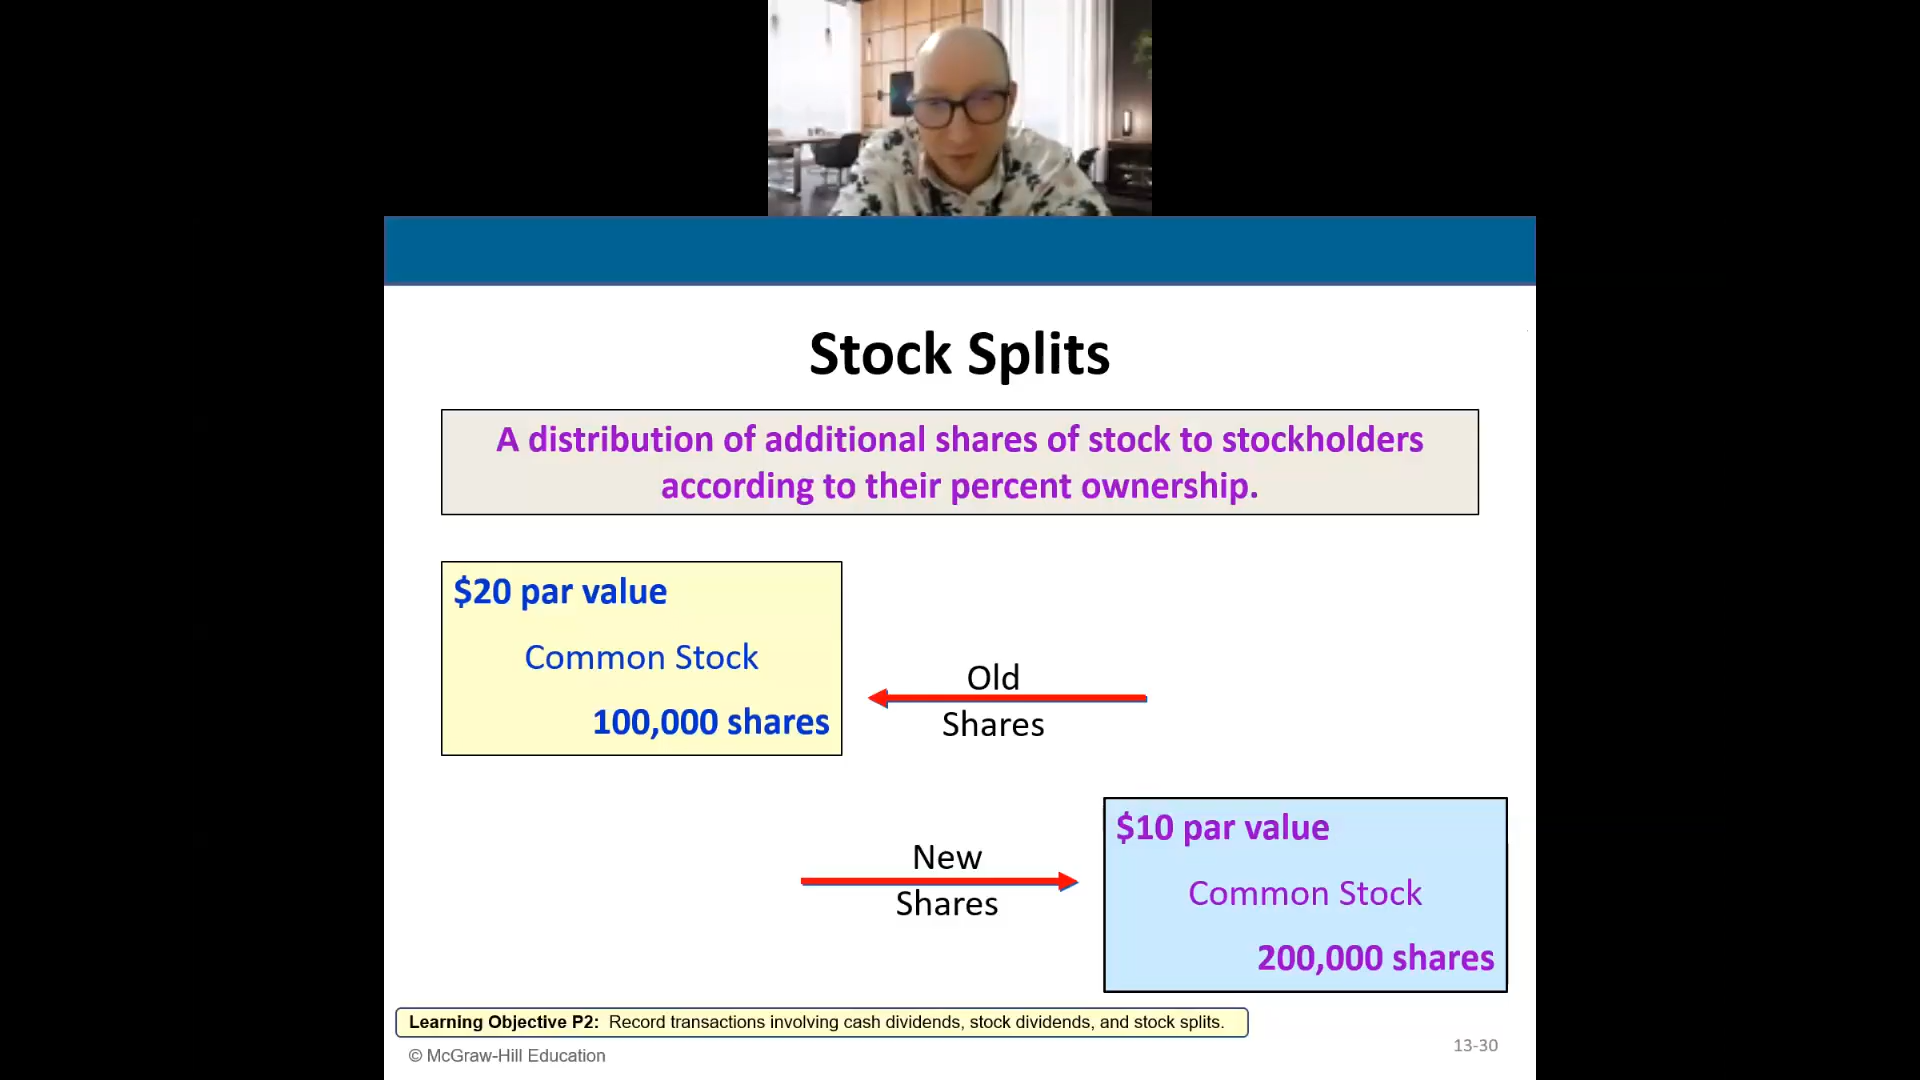 Stock Splits
A distribution of additional shares of stock to stockholders
according to their percent ownership.
$20 par value
Common Stock
100,000 shares
Old
Shares
New
Shares
$10 par value
Common Stock
200,000 shares
Learning Objective P2: Record transactions involving cash dividends, stock dividends, and stock splits.
© McGraw-Hill Education
13-30